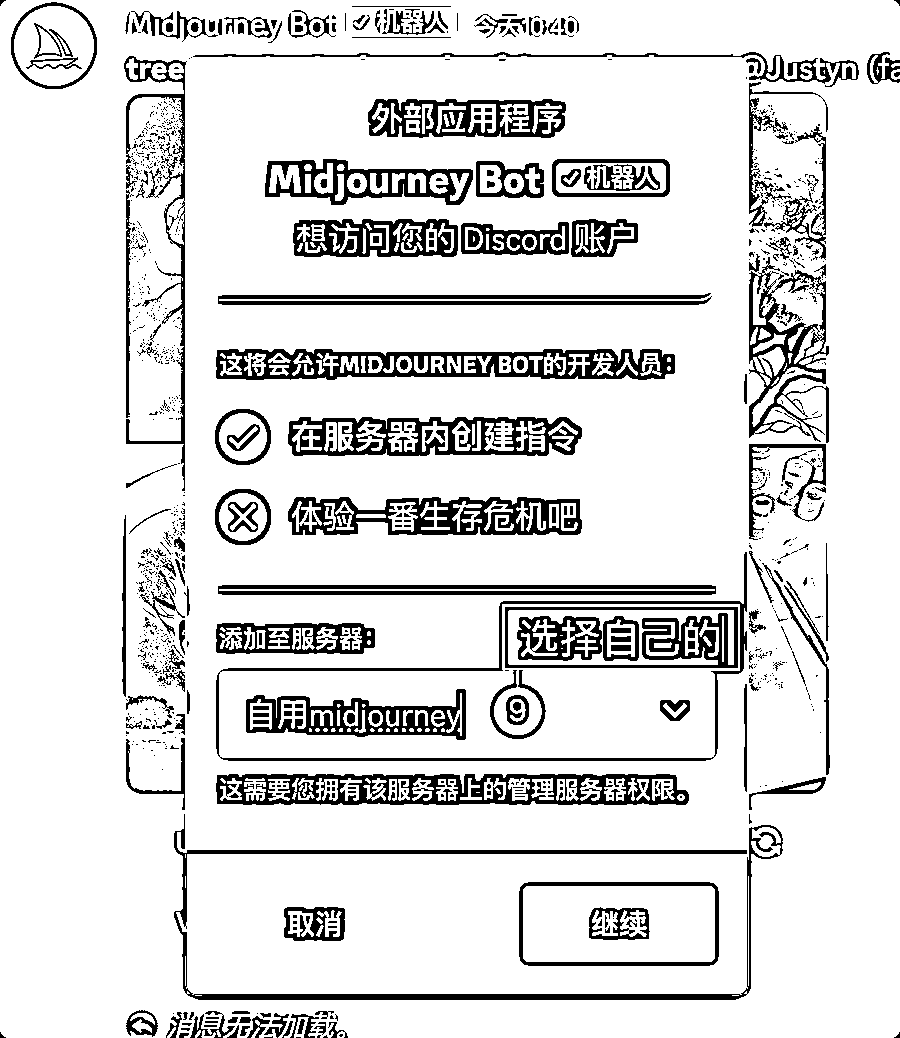 Midjourney Bot ✓机器人 今天10:40
tree @Justyn (fa
外部应用程序
Midjourney Bot ✓机器人
想访问您的 Discord 账户
这将会允许MIDJOURNEY BOT的开发人员：
在服务器内创建指令
体验一番生存危机吧
添加至服务器：
选择自己的
自用midjourney 9
这需要您拥有该服务器上的管理服务器权限。
取消 继续
消息无法加载。